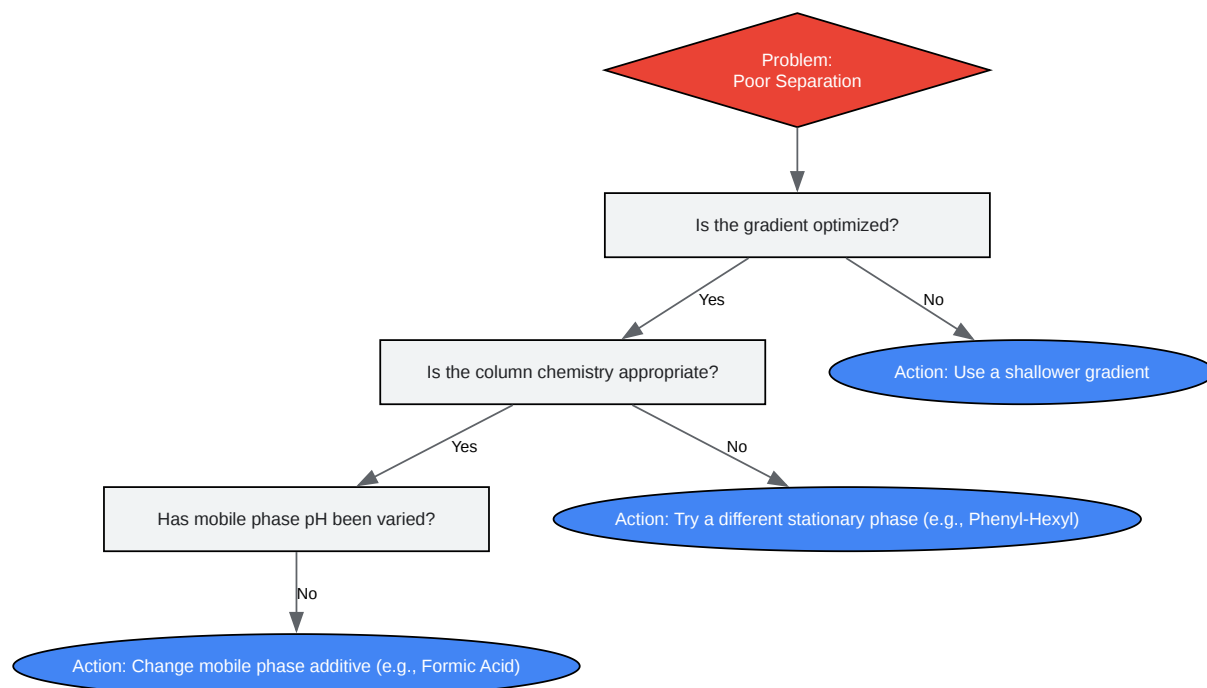 Problem:
Poor Separation
Is the gradient optimized?
Yes
No
Is the column chemistry appropriate?
Action: Use a shallower gradient
Yes
No
Has mobile phase pH been varied?
Action: Try a different stationary phase (e.g., Phenyl-Hexyl)
No
Action: Change mobile phase additive (e.g., Formic Acid)